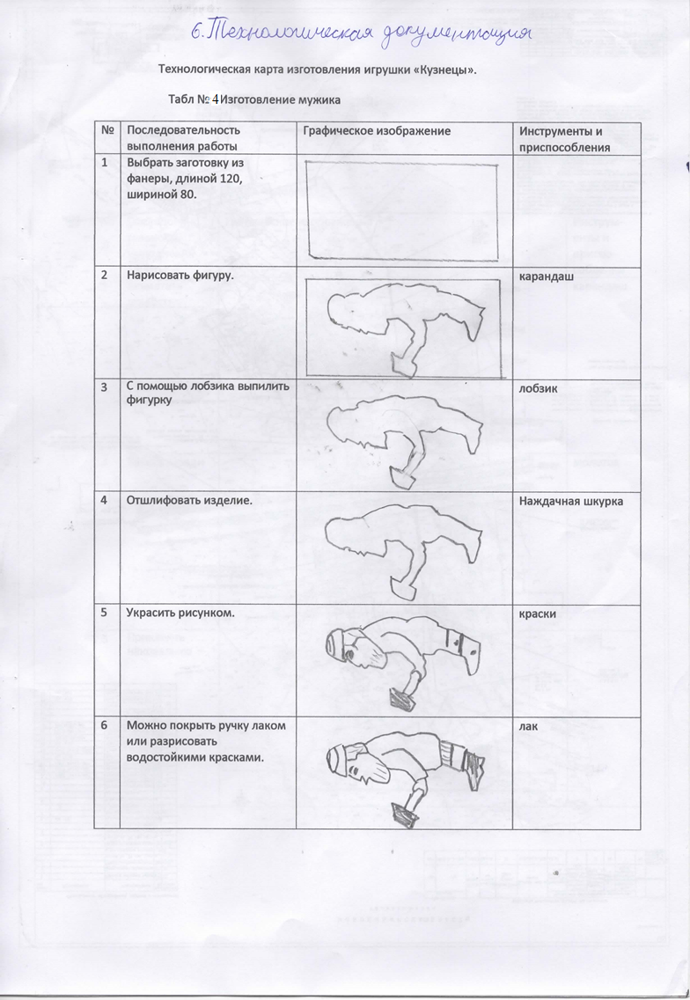 6. Технологическая документация
Технологическая карта изготовления игрушки «Кузнецы».
Табл № 4 Изготовление мужика
№ Последовательность выполнения работы Графическое изображение Инструменты и приспособления
1 Выбрать заготовку из
фанеры, длиной 120,
шириной 80.
2 Нарисовать фигуру. карандаш
3 С помощью лобзика выпилить лобзик
фигурку
4 Отшлифовать изделие. Наждачная шкурка
5 Украсить рисунком. краски
6 Можно покрыть ручку лаком лак
или разрисовать
водостойкими красками.